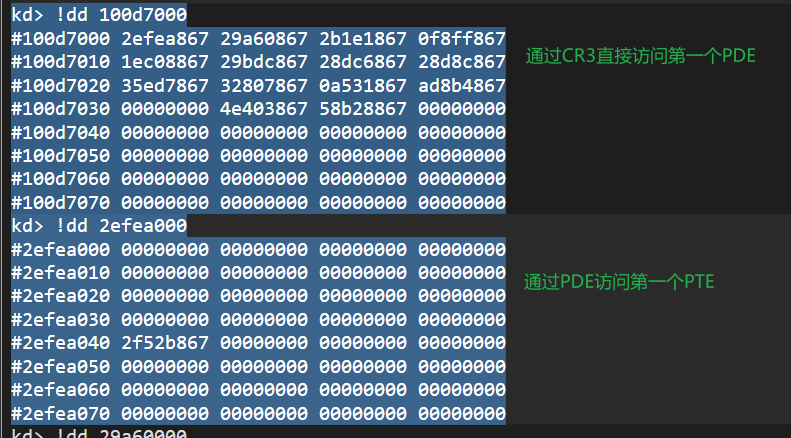 kd> !dd 100d7000
#100d7000 2efea867 29a60867 2b1e1867 0f8ff867
#100d7010 1ec08867 29bdc867 28dc6867 28d8c867
通过CR3直接访问第一个PDE
#100d7020 35ed7867 32807867 0a531867 ad8b4867
#100d7030 00000000 4e403867 58b28867 00000000
#100d7040 00000000 00000000 00000000 00000000
#100d7050 00000000 00000000 00000000 00000000
#100d7060 00000000 00000000 00000000 00000000
#100d7070 00000000 00000000 00000000 00000000
kd> !dd 2efea000
#2efea000 00000000 00000000 00000000 00000000
#2efea010 00000000 00000000 00000000 00000000
通过PDE访问第一个PTE
#2efea020 00000000 00000000 00000000 00000000
#2efea030 00000000 00000000 00000000 00000000
#2efea040 2f52b867 00000000 00000000 00000000
#2efea050 00000000 00000000 00000000 00000000
#2efea060 00000000 00000000 00000000 00000000
#2efea070 00000000 00000000 00000000 00000000
kd> !dd 29a60000